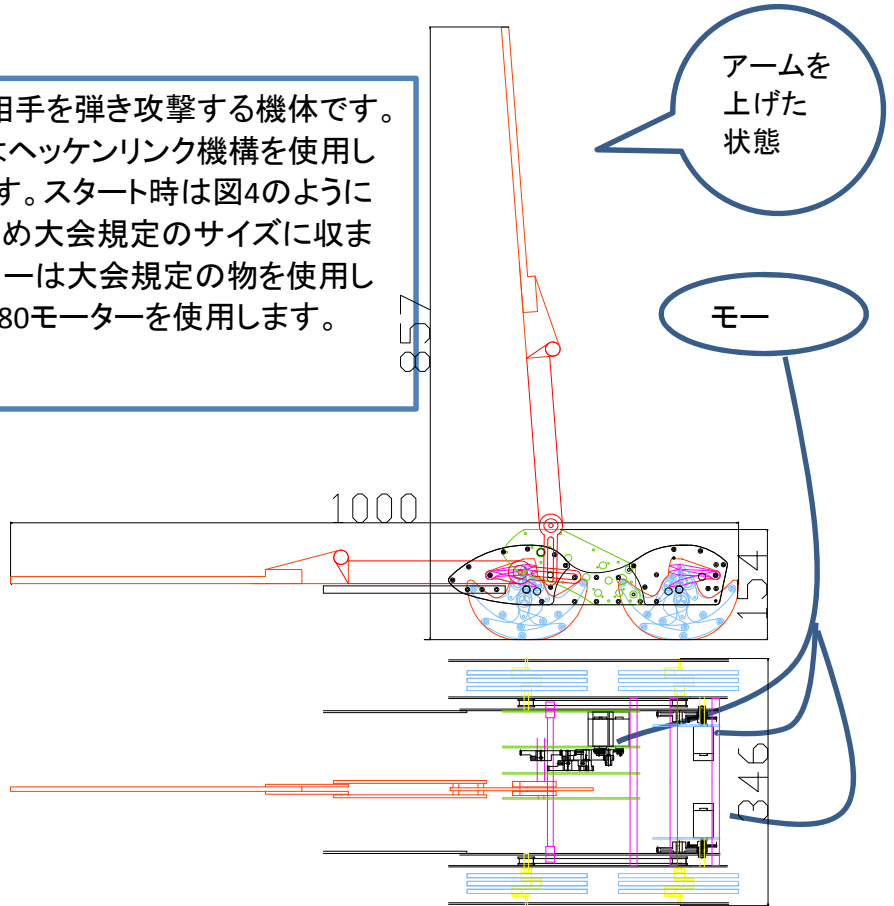 相手を弾き攻撃する機体です。
はヘッケンリンク機構を使用し
す。スタート時は図4のように
め大会規定のサイズに収ま
ーは大会規定の物を使用し
80モーターを使用します。
アームを
上げた
状態
モー
857
1000
154
346